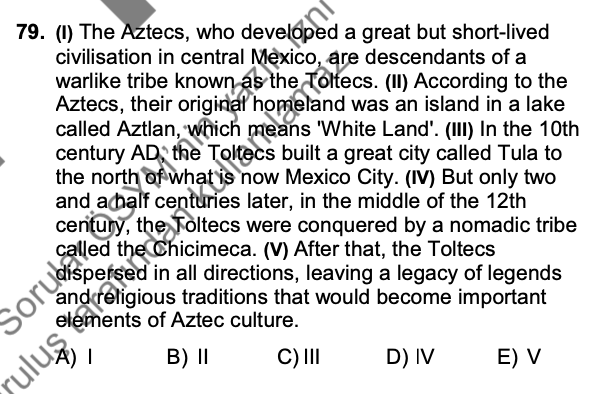 79. (I) The Aztecs, who developed a great but short-lived
civilisation in central Mexico, are descendants of a
warlike tribe known as the Toltecs. (II) According to the
Aztecs, their original homeland was an island in a lake
called Aztlan, which means 'White Land'. (III) In the 10th
century AD, the Toltecs built a great city called Tula to
the north of what is now Mexico City. (IV) But only two
and a half centuries later, in the middle of the 12th
century, the Toltecs were conquered by a nomadic tribe
called the Chicimeca. (V) After that, the Toltecs
dispersed in all directions, leaving a legacy of legends
and religious traditions that would become important
elements of Aztec culture.
A) I B) II C) III D) IV E) V
Sorular ÖSYM'nin yazılı izni
tarafından kullanılamaz